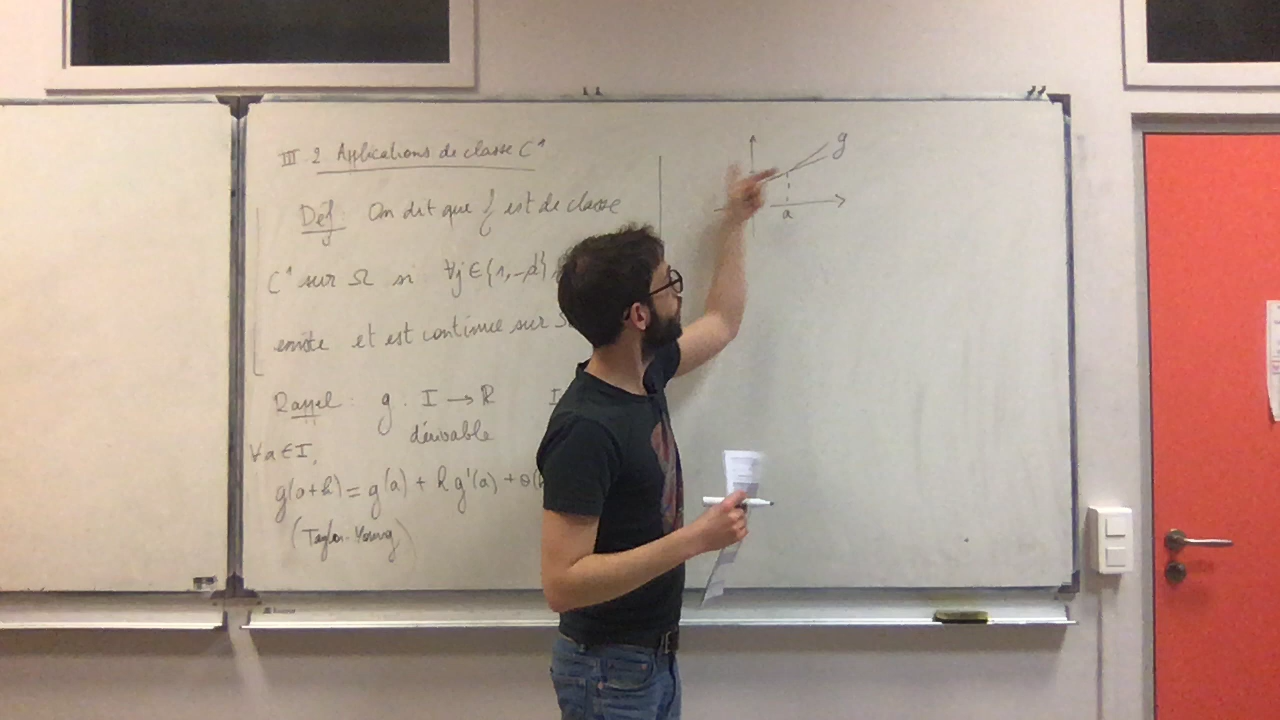 III 2 Applications de classe C¹
Déf : On dit que f est de classe
C¹ sur Ω si ∀j ∈ {1,-d}
existe et est continue sur
Rappel : g : I → R I
dérivable
∀a ∈ I,
g(a+h) = g(a) + h g'(a) + o(h
(Taylor-Young)
g
a